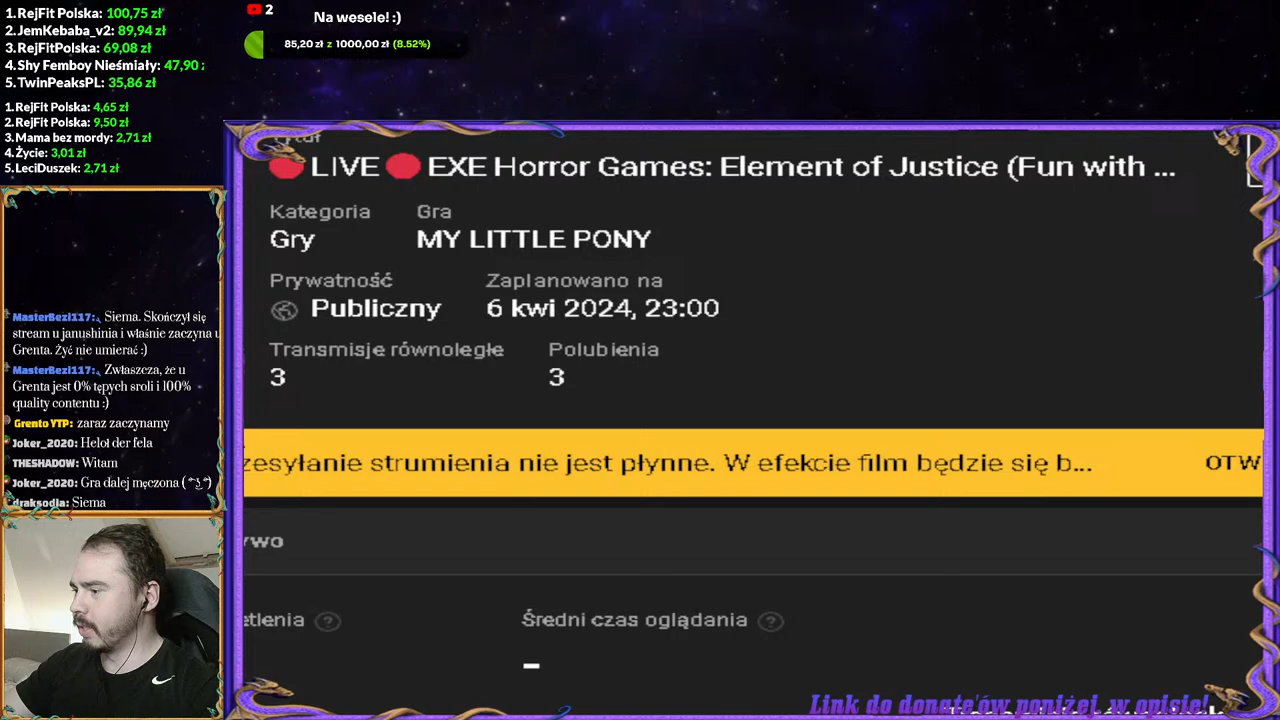 1.RejFit Polska: 100,75 zł
2.JemKebaba_v2: 89,94 zł
3.RejFitPolska: 69,08 zł
4.Shy Femboy Nieśmiały: 47,90 z
5.TwinPeaksPL: 35,86 zł
1.RejFit Polska: 4,65 zł
2.RejFit Polska: 9,50 zł
3.Mama bez mordy: 2,71 zł
4.Życie: 3,01 zł
5.LeciDuszek: 2,71 zł
2
Na wesele! :)
85,20 zł z 1000,00 zł (8.52%)
LIVE EXE Horror Games: Element of Justice (Fun with ...
Kategoria Gra
Gry MY LITTLE PONY
Prywatność Zaplanowano na
Publiczny 6 kwi 2024, 23:00
Transmisje równoległe Polubienia
3 3
zesyłanie strumienia nie jest płynne. W efekcie film będzie się b... OTW
ywo
etlenia Średni czas oglądania
–
MasterBezi117: Siema. Skończył się
stream u janushinia i właśnie zaczyna u
Grenta. Żyć nie umierać :)
MasterBezi117: Zwłaszcza, że u
Grenta jest 0% tępych sroli i 100%
quality contentu :)
Grento YTP: zaraz zaczynamy
Joker_2020: Heloł der fela
THESHADOW: Witam
Joker_2020: Gra dalej męczona ( ͡° ͜ʖ ͡°)
draksodia: Siema
Link do donate'ów poniżej w opisie!